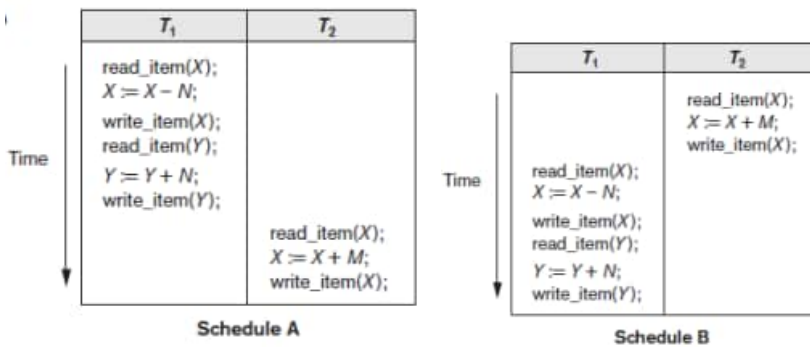 T₁
T₂
read_item(X);
X := X – N;
write_item(X);
read_item(Y);
Y := Y + N;
write_item(Y);
read_item(X);
X := X + M;
write_item(X);
Time
Schedule A
T₁
T₂
read_item(X);
X := X + M;
write_item(X);
read_item(X);
X := X – N;
write_item(X);
read_item(Y);
Y := Y + N;
write_item(Y);
Time
Schedule B